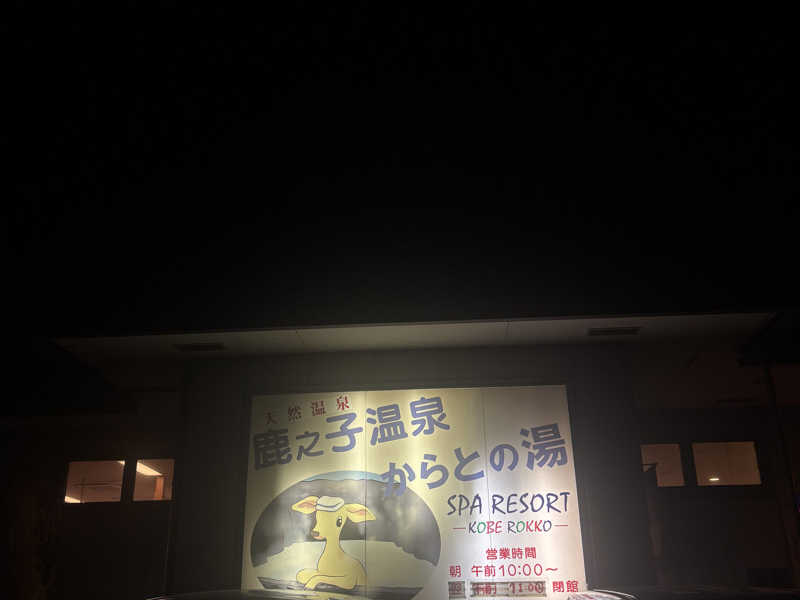 天然温泉
鹿之子温泉
からとの湯
SPA RESORT
KOBE ROKKO
営業時間
朝 午前10:00～
11:00 閉館